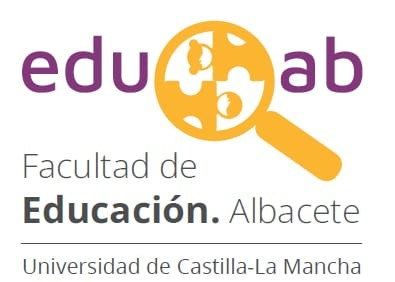 edu ab
Facultad de
Educación. Albacete
Universidad de Castilla-La Mancha